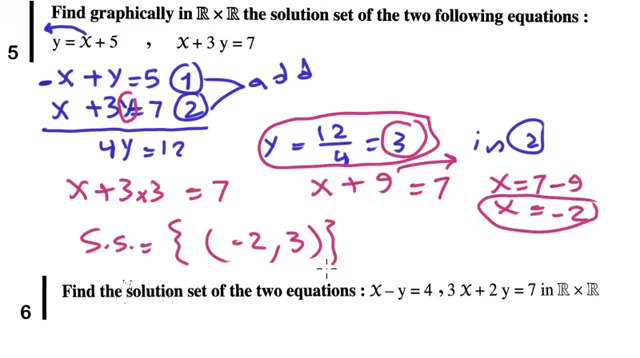 Find graphically in ℝ × ℝ the solution set of the two following equations :
5
y = x + 5 , x + 3 y = 7
-x + y = 5 ① add
x + 3y = 7 ②
4y = 12
y = 12/4 = 3 in ②
x + 3×3 = 7 x + 9 = 7 x = 7 - 9
x = -2
S.S. = { (-2, 3) }
6
Find the solution set of the two equations : x – y = 4 , 3 x + 2 y = 7 in ℝ × ℝ